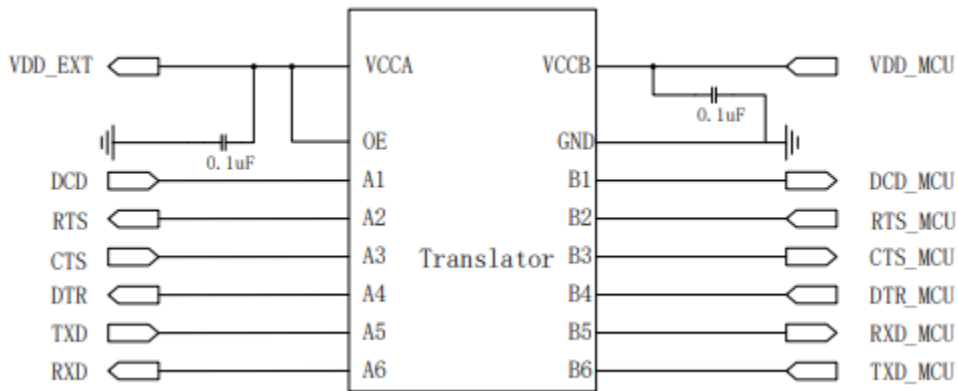 VDD_EXT VCCA VCCB VDD_MCU
0.1uF
OE GND
0.1uF
DCD A1 B1 DCD_MCU
RTS A2 B2 RTS_MCU
CTS A3 Translator B3 CTS_MCU
DTR A4 B4 DTR_MCU
TXD A5 B5 RXD_MCU
RXD A6 B6 TXD_MCU